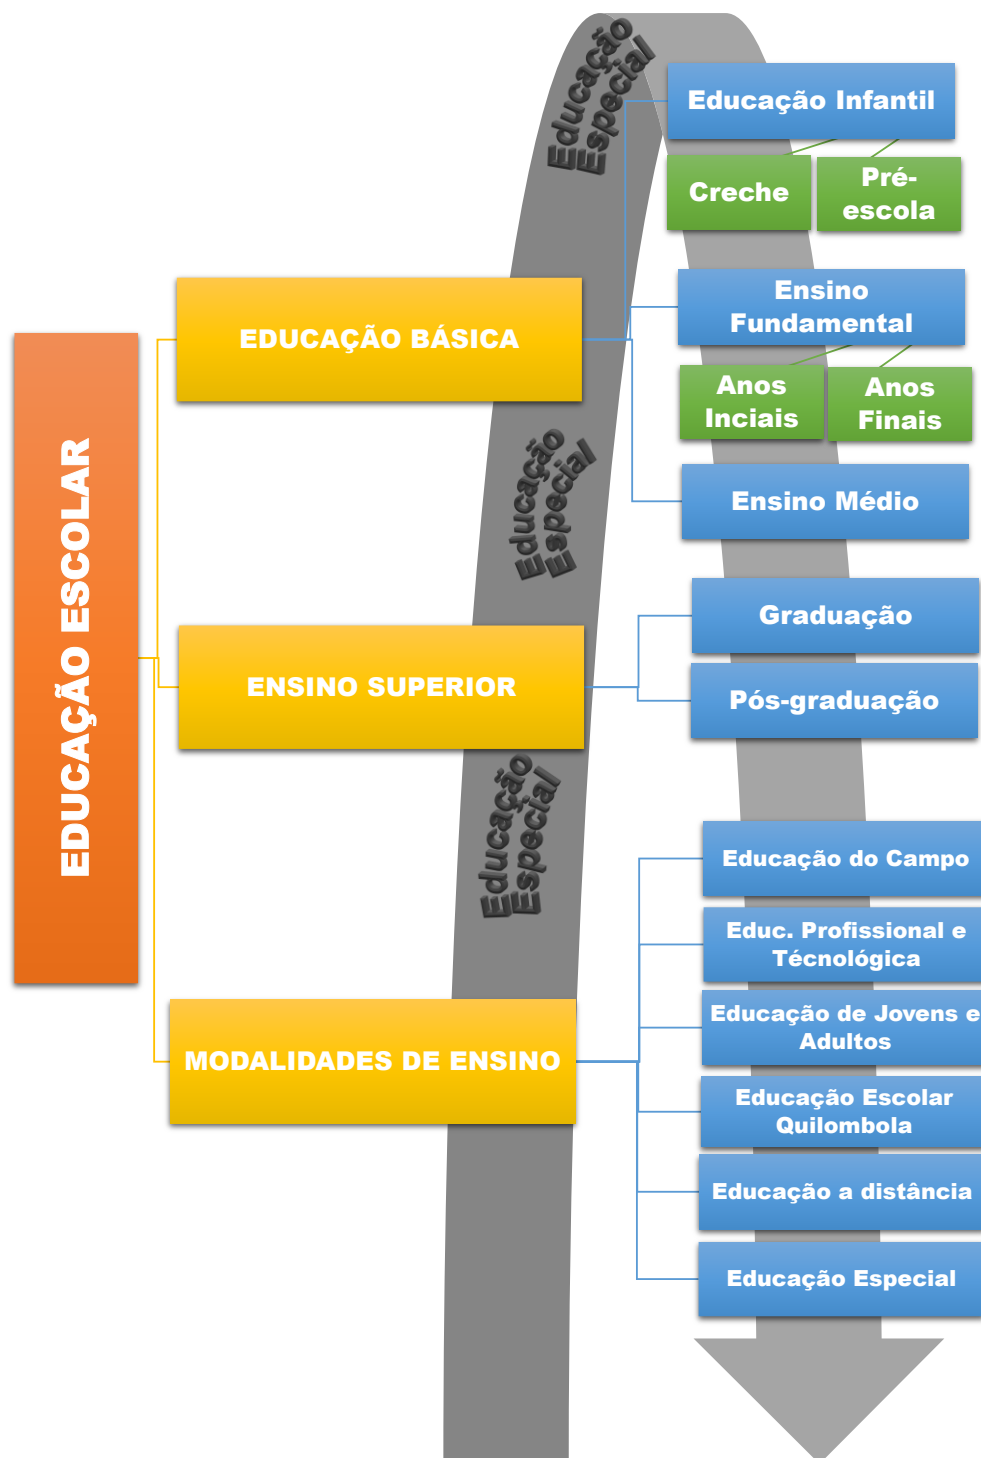 EDUCAÇÃO ESCOLAR
EDUCAÇÃO BÁSICA
ENSINO SUPERIOR
MODALIDADES DE ENSINO
Educação
Especial
Educação
Especial
Educação
Especial
Educação Infantil
Creche
Pré-
escola
Ensino
Fundamental
Anos
Inciais
Anos
Finais
Ensino Médio
Graduação
Pós-graduação
Educação do Campo
Educ. Profissional e
Técnológica
Educação de Jovens e
Adultos
Educação Escolar
Quilombola
Educação a distância
Educação Especial